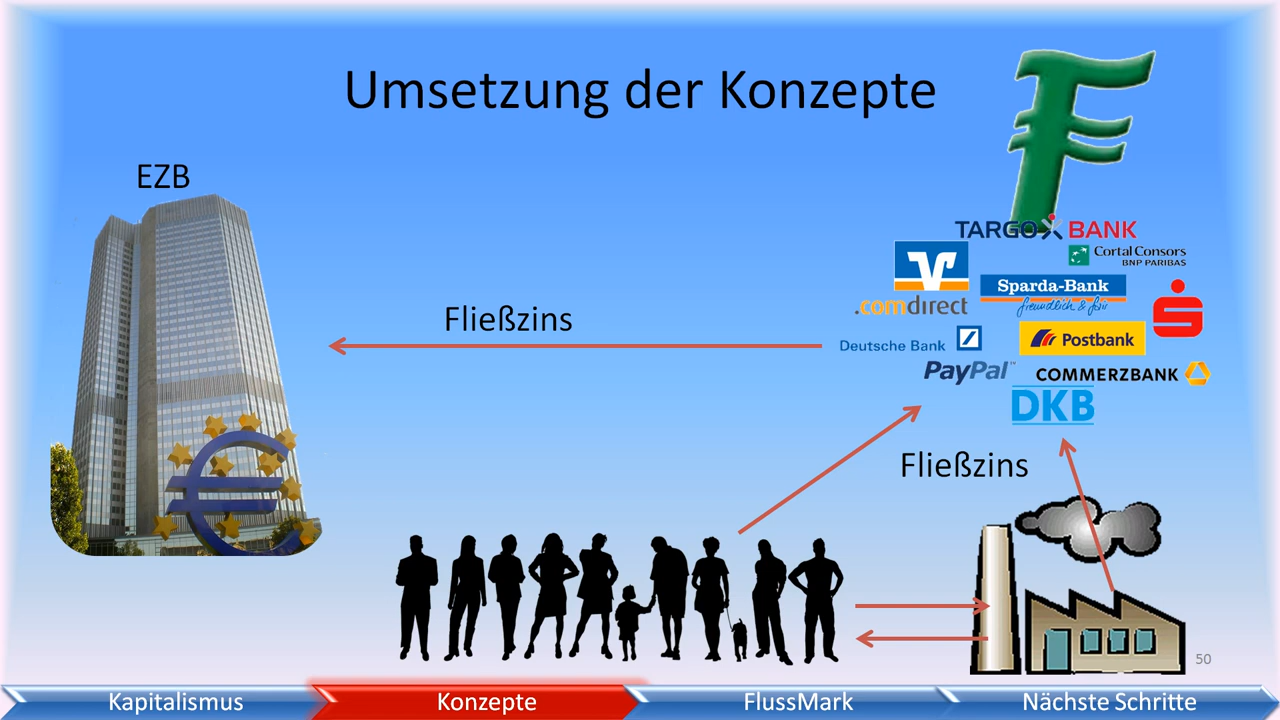 Umsetzung der Konzepte
EZB
TARGO BANK
Cortal Consors
BNP PARIBAS
Sparda-Bank
freundlich & fair
.comdirect
Fließzins
Postbank
Deutsche Bank
PayPal™
COMMERZBANK
DKB
Fließzins
50
Kapitalismus
Konzepte
FlussMark
Nächste Schritte